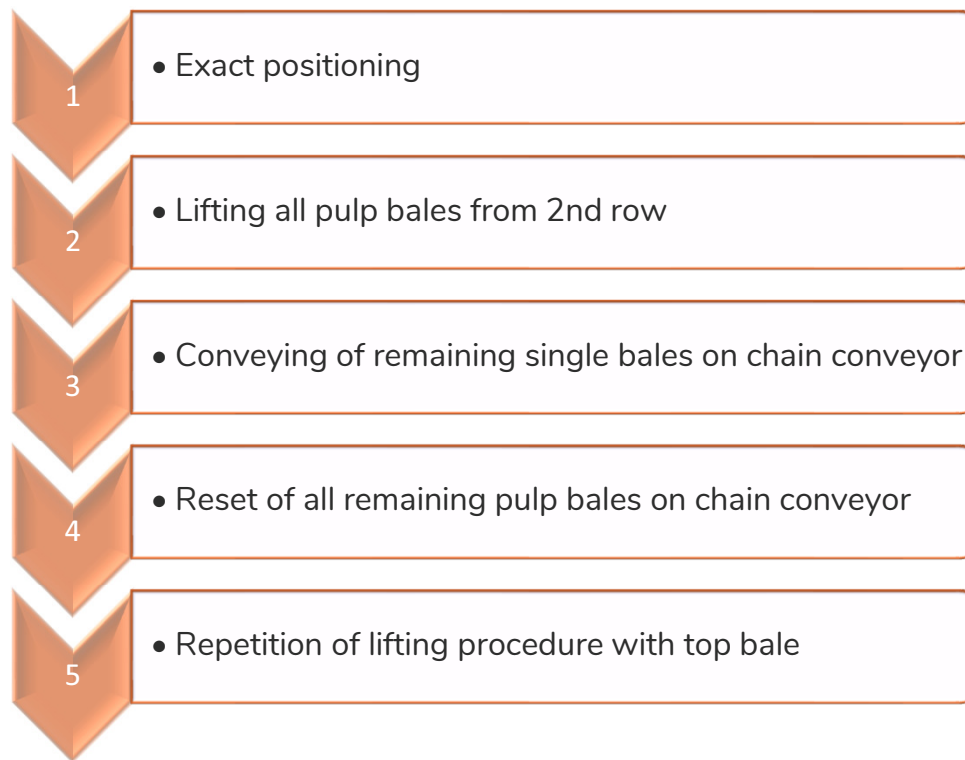 1
• Exact positioning
2
• Lifting all pulp bales from 2nd row
3
• Conveying of remaining single bales on chain conveyor
4
• Reset of all remaining pulp bales on chain conveyor
5
• Repetition of lifting procedure with top bale